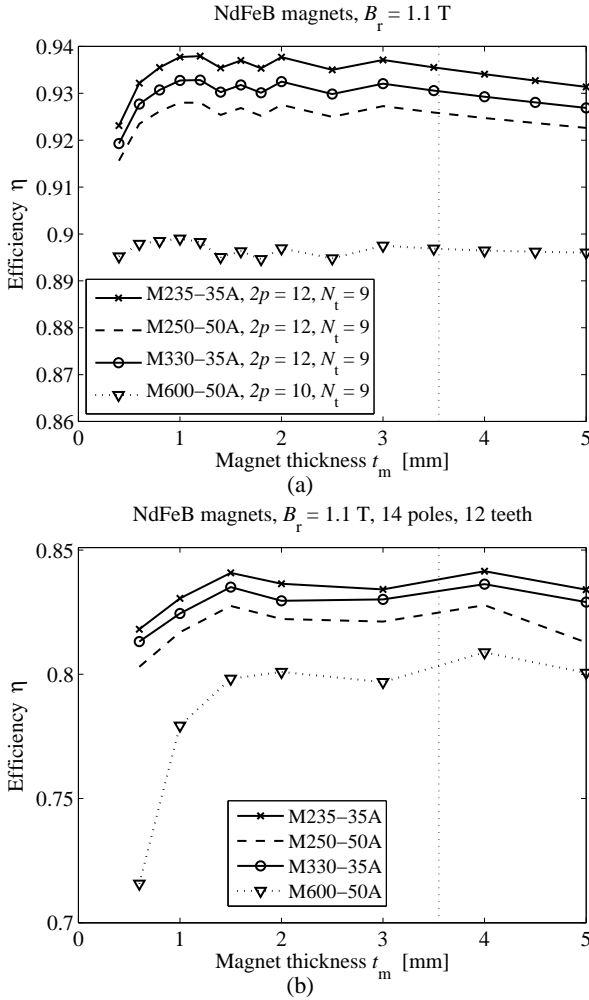 NdFeB magnets, B_r = 1.1 T
0.94
0.93
0.92
0.91
0.9
0.89
0.88
0.87
0.86
Efficiency η
M235−35A, 2p = 12, N_t = 9
M250−50A, 2p = 12, N_t = 9
M330−35A, 2p = 12, N_t = 9
M600−50A, 2p = 10, N_t = 9
0 1 2 3 4 5
Magnet thickness t_m [mm]
(a)
NdFeB magnets, B_r = 1.1 T, 14 poles, 12 teeth
0.85
0.8
0.75
0.7
Efficiency η
M235−35A
M250−50A
M330−35A
M600−50A
0 1 2 3 4 5
Magnet thickness t_m [mm]
(b)